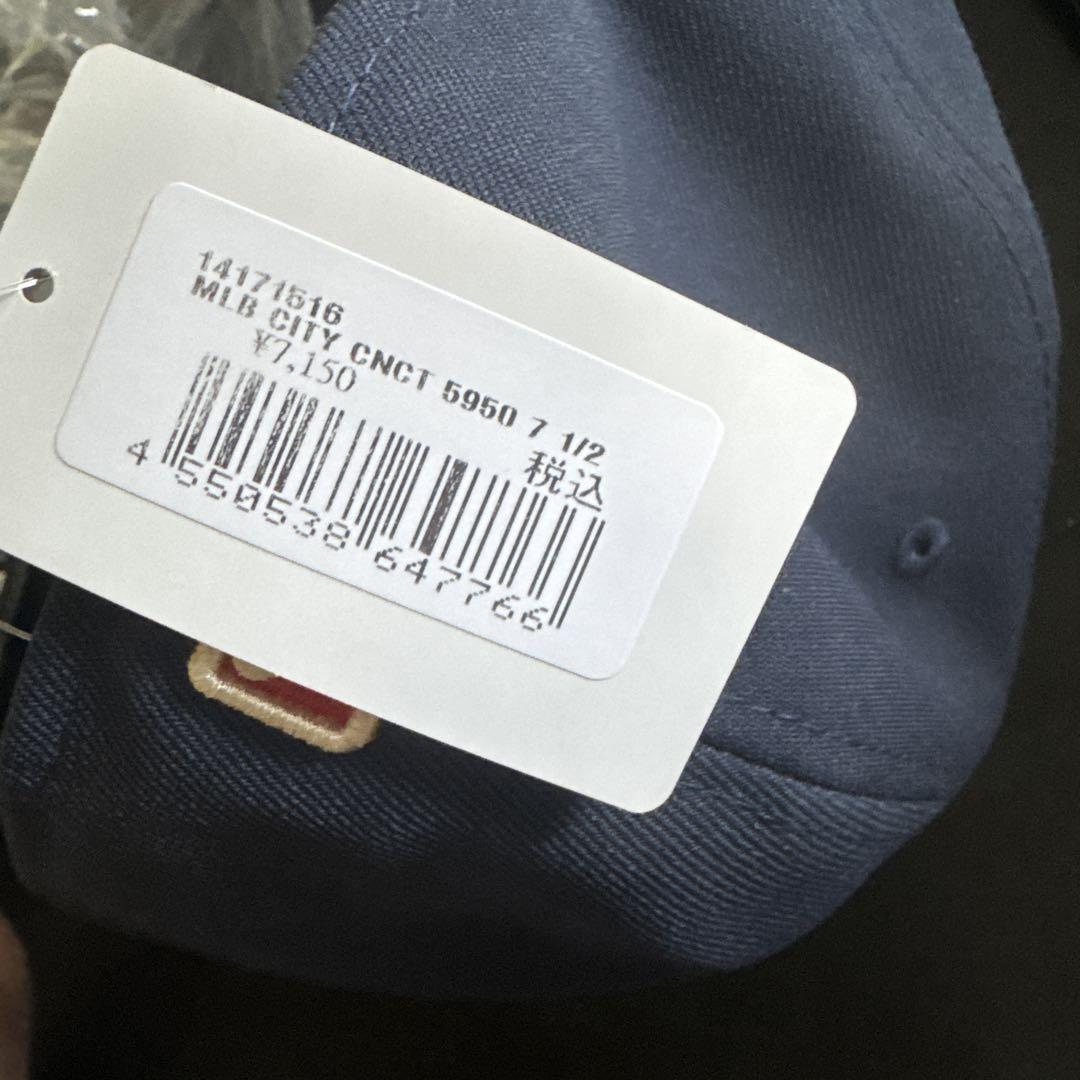 14171516
MLB CITY CNCT 5950 7 1/2
¥7,150 税込
4 550538 647766